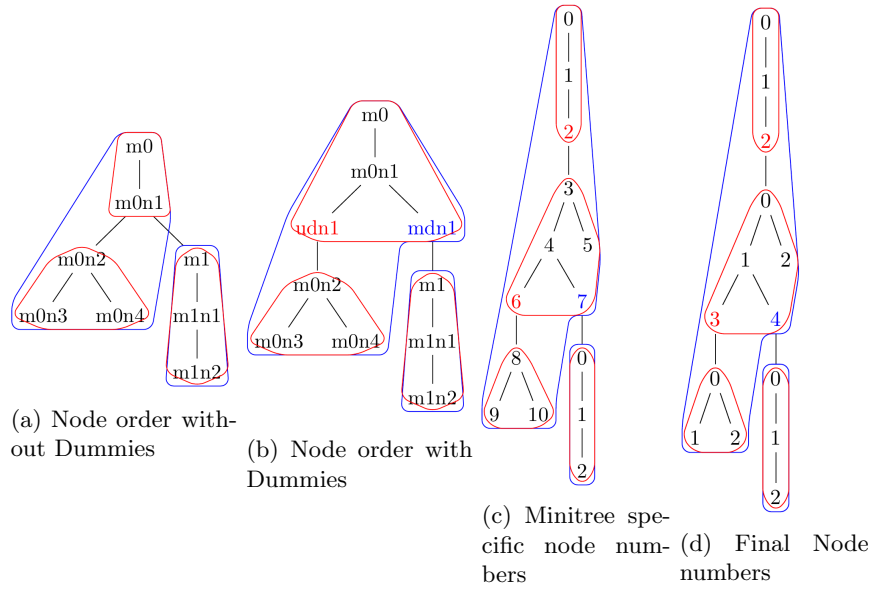 m0
m0n1
m0n2 m1
m0n3 m0n4 m1n1
m1n2
(a) Node order with-
out Dummies
m0
m0n1
udn1 mdn1
m0n2 m1
m0n3 m0n4 m1n1
m1n2
(b) Node order with
Dummies
0
1
2
3
4 5
6 7
8 0
9 10 1
2
(c) Minitree spe-
cific node num-
bers
0
1
2
0
1 2
3 4
0 0
1 2 1
2
(d) Final Node
numbers